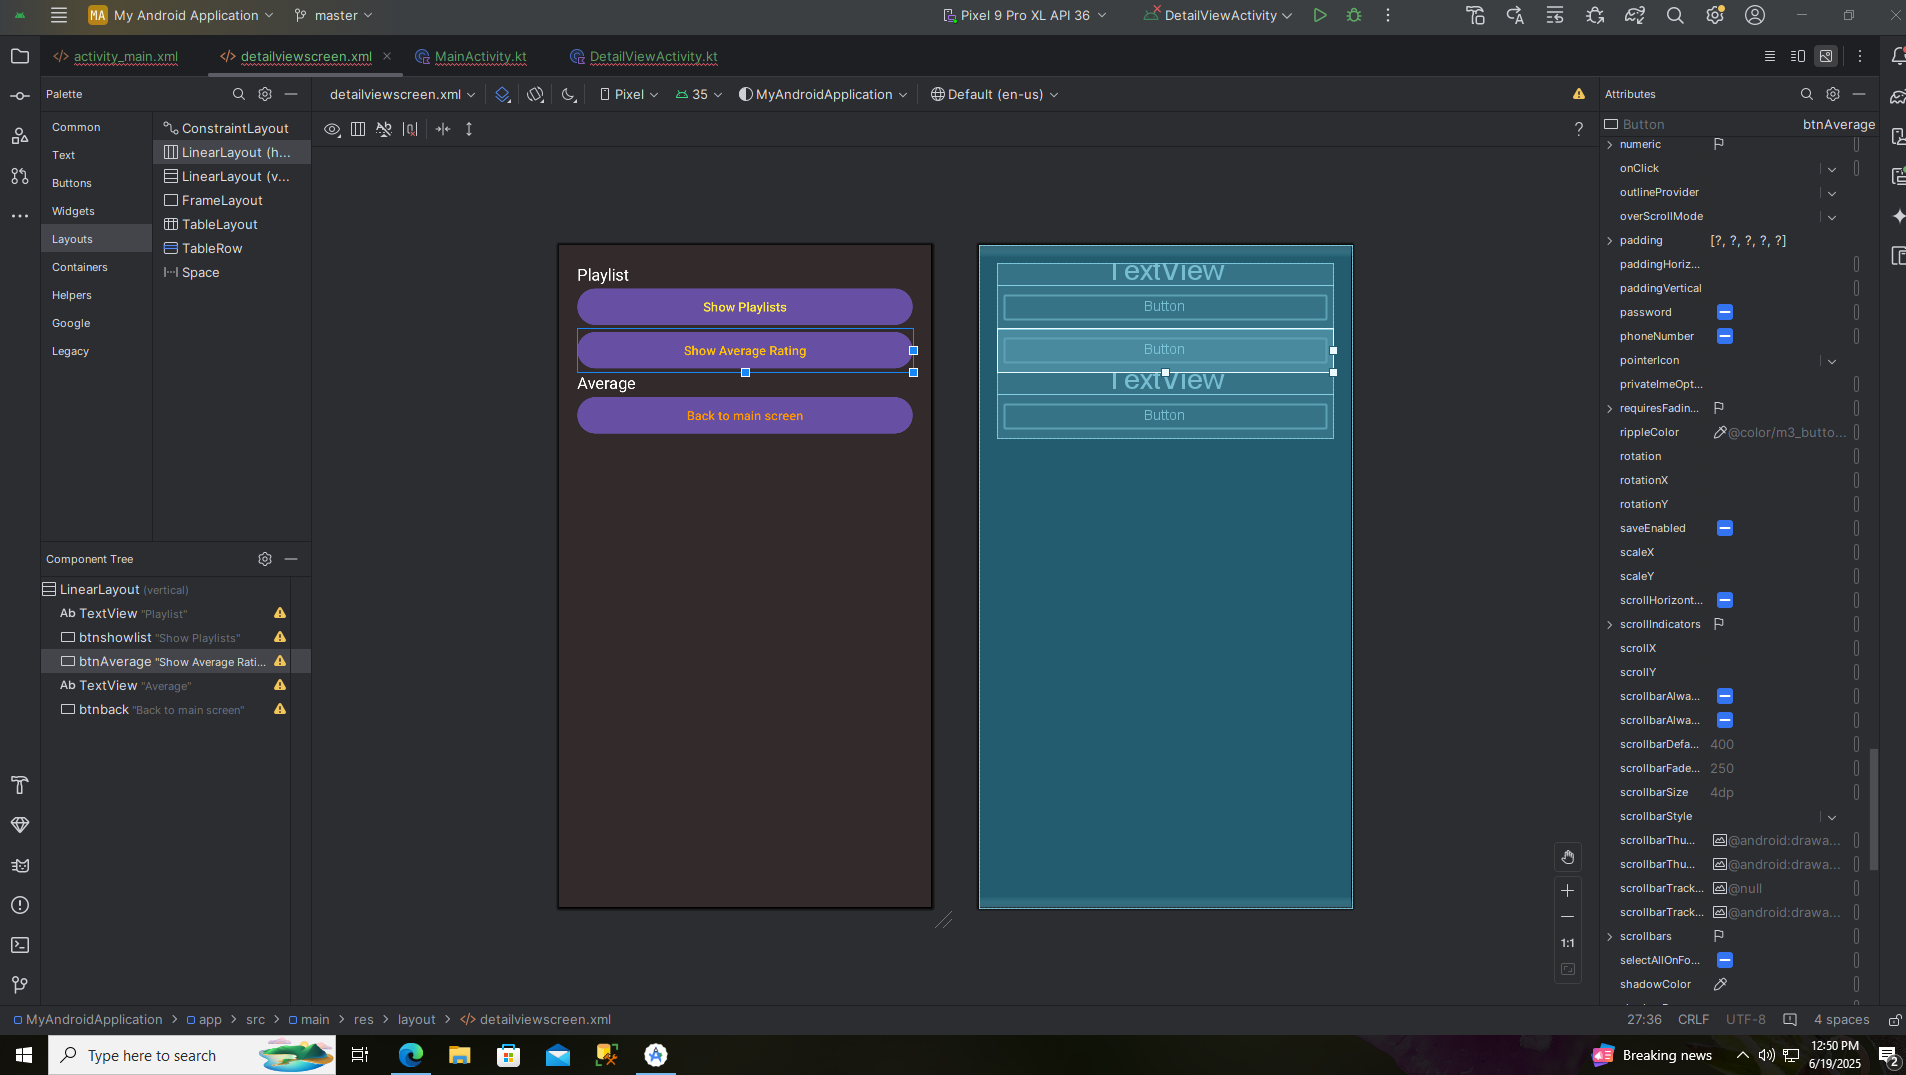 MA My Android Application
master
Pixel 9 Pro XL API 36
DetailViewActivity
activity_main.xml
detailviewscreen.xml
MainActivity.kt
DetailViewActivity.kt
Palette
detailviewscreen.xml
Pixel
35
MyAndroidApplication
Default (en-us)
Attributes
Common
Text
Buttons
Widgets
Layouts
Containers
Helpers
Google
Legacy
ConstraintLayout
LinearLayout (h...
LinearLayout (v...
FrameLayout
TableLayout
TableRow
Space
?
Component Tree
LinearLayout (vertical)
Ab TextView "Playlist"
btnshowlist "Show Playlists"
btnAverage "Show Average Rati...
Ab TextView "Average"
btnback "Back to main screen"
Playlist
Show Playlists
Show Average Rating
Average
Back to main screen
TextView
Button
Button
TextView
Button
1:1
Button btnAverage
numeric
onClick
outlineProvider
overScrollMode
padding [?, ?, ?, ?, ?]
paddingHoriz...
paddingVertical
password
phoneNumber
pointerIcon
privateImeOpt...
requiresFadin...
rippleColor @color/m3_butto...
rotation
rotationX
rotationY
saveEnabled
scaleX
scaleY
scrollHorizont...
scrollIndicators
scrollX
scrollY
scrollbarAlwa...
scrollbarAlwa...
scrollbarDefa... 400
scrollbarFade... 250
scrollbarSize 4dp
scrollbarStyle
scrollbarThu... @android:drawa...
scrollbarThu... @android:drawa...
scrollbarTrack... @null
scrollbarTrack... @android:drawa...
scrollbars
selectAllOnFo...
shadowColor
MyAndroidApplication > app > src > main > res > layout > detailviewscreen.xml
27:36 CRLF UTF-8 4 spaces
Type here to search
Breaking news
12:50 PM
6/19/2025
2